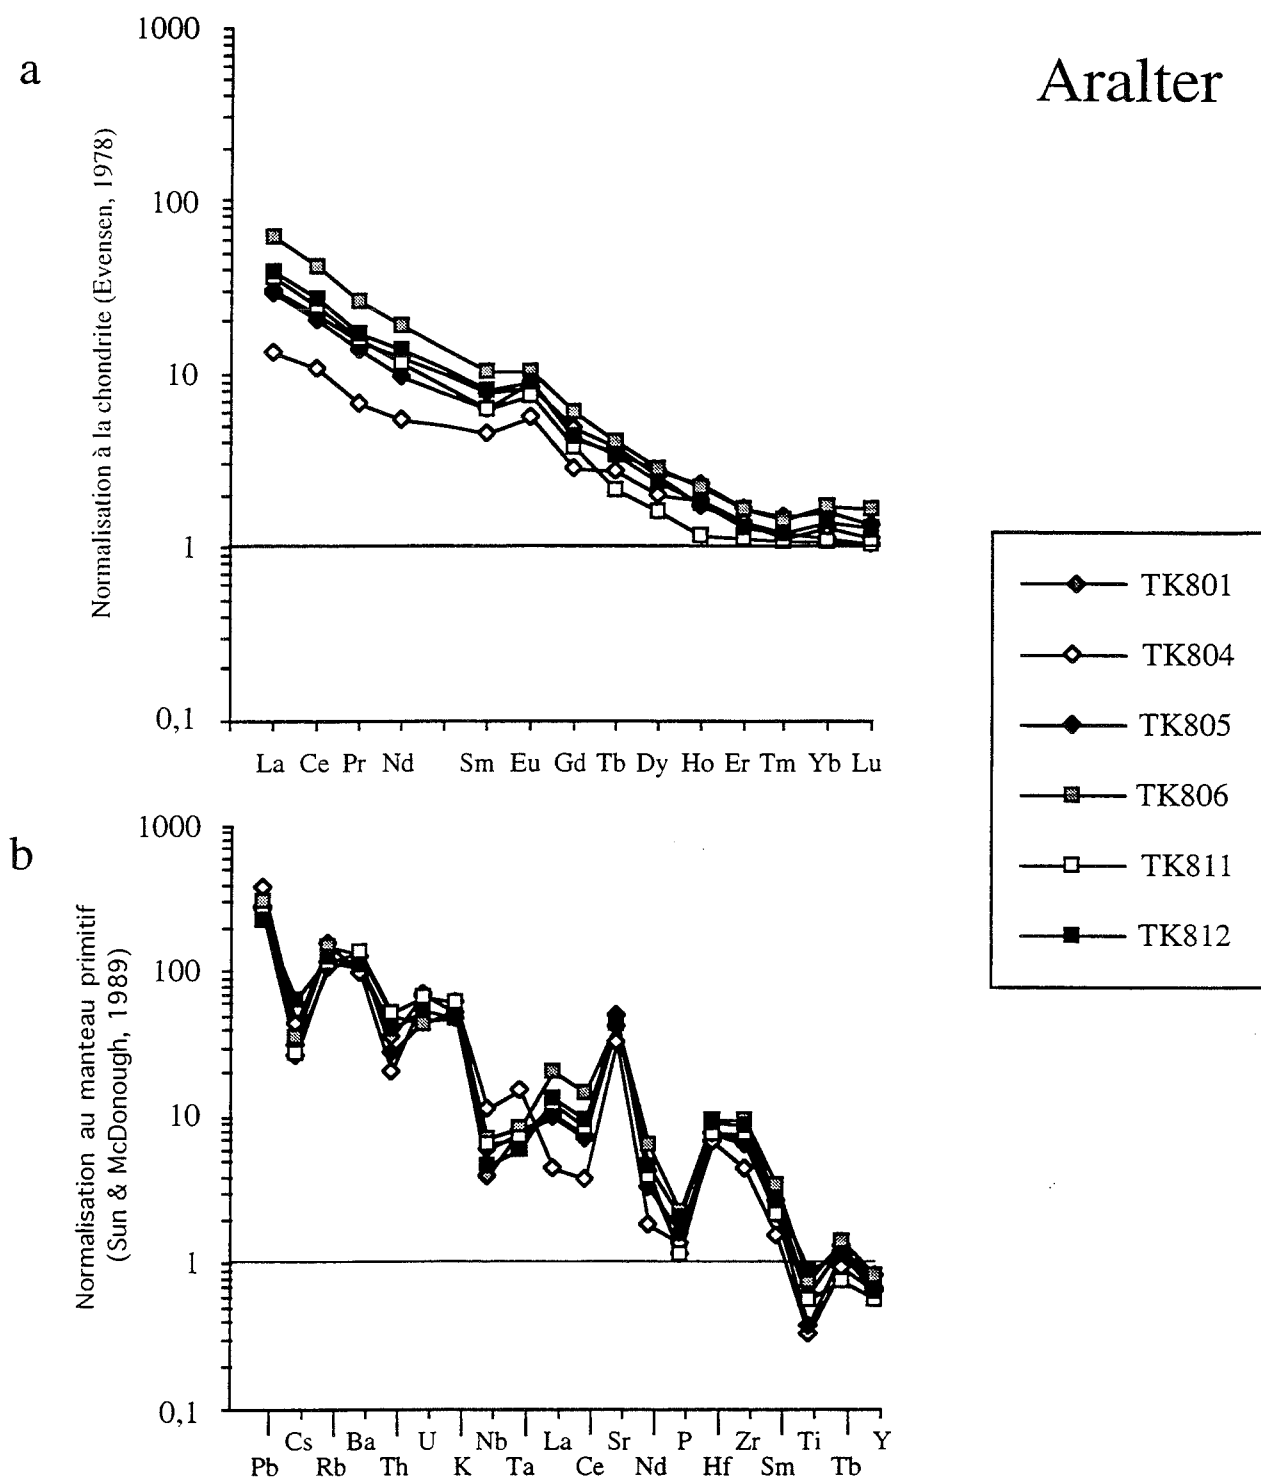 a
Aralter
Normalisation à la chondrite (Evensen, 1978)
1000
100
10
1
0,1
La Ce Pr Nd Sm Eu Gd Tb Dy Ho Er Tm Yb Lu
TK801
TK804
TK805
TK806
TK811
TK812
b
Normalisation au manteau primitif
(Sun & McDonough, 1989)
1000
100
10
1
0,1
Cs Ba U Nb La Sr P Zr Ti Y
Pb Rb Th K Ta Ce Nd Hf Sm Tb